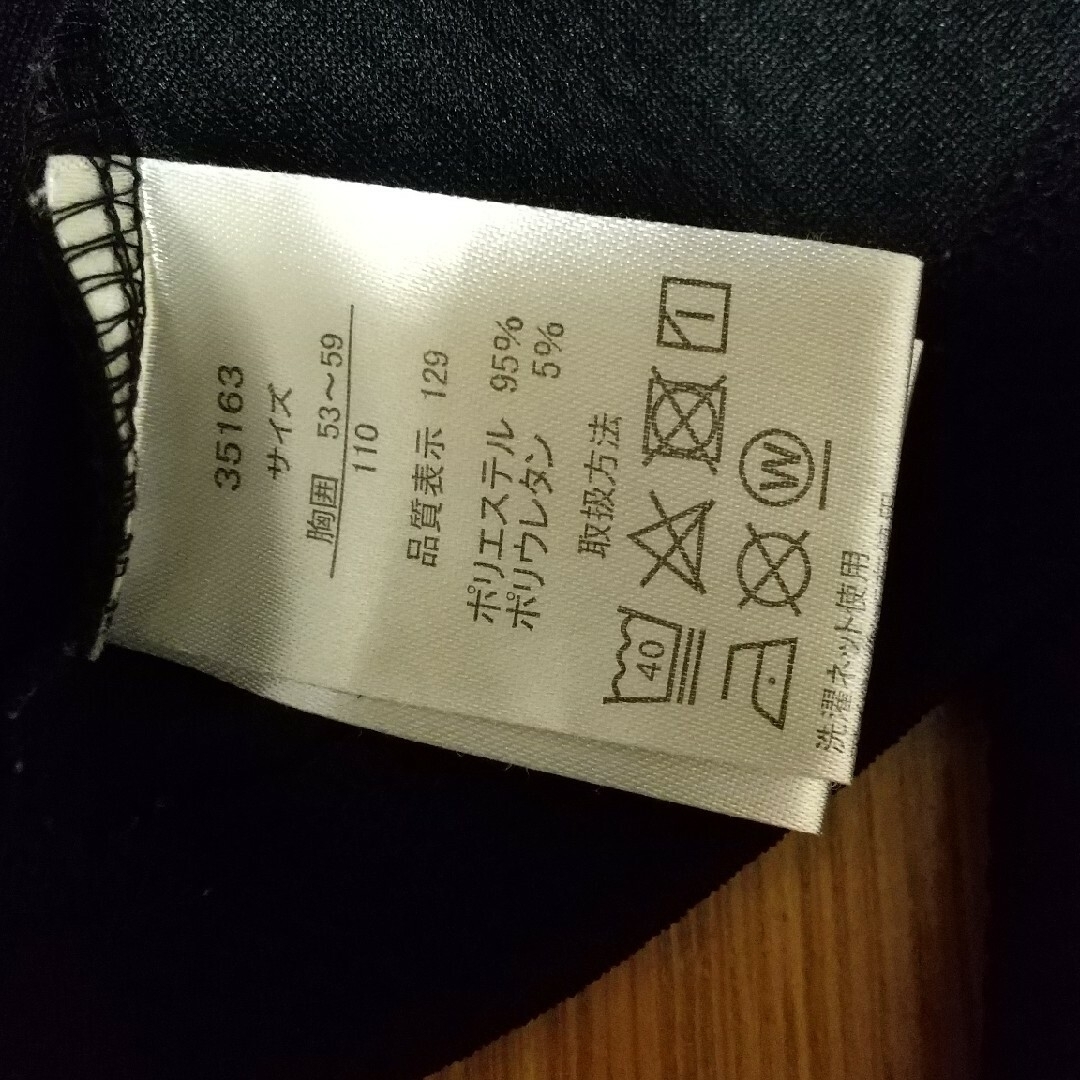 35163
サイズ
胸囲 53～59
110
品質表示 129
ポリエステル 95%
ポリウレタン 5%
取扱方法
40
W
洗濯ネット使用